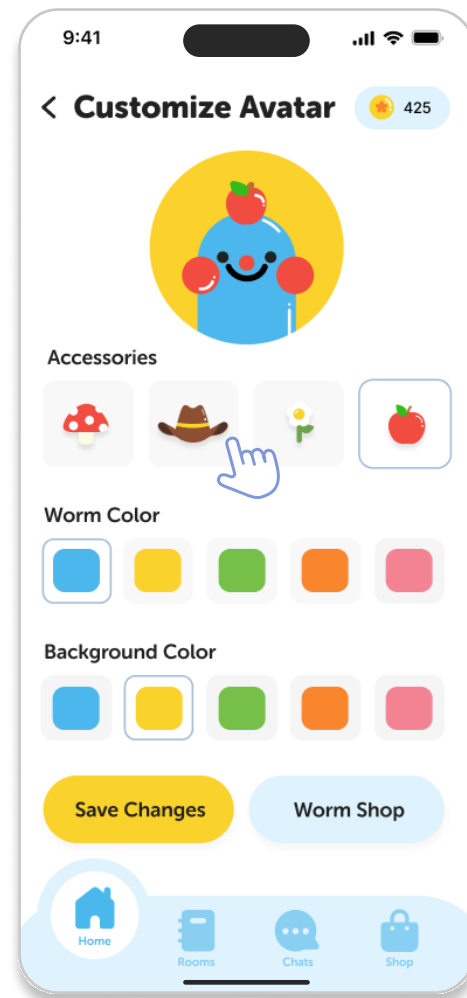 9:41
Customize Avatar
425
Accessories
Worm Color
Background Color
Save Changes
Worm Shop
Home
Rooms
Chats
Shop